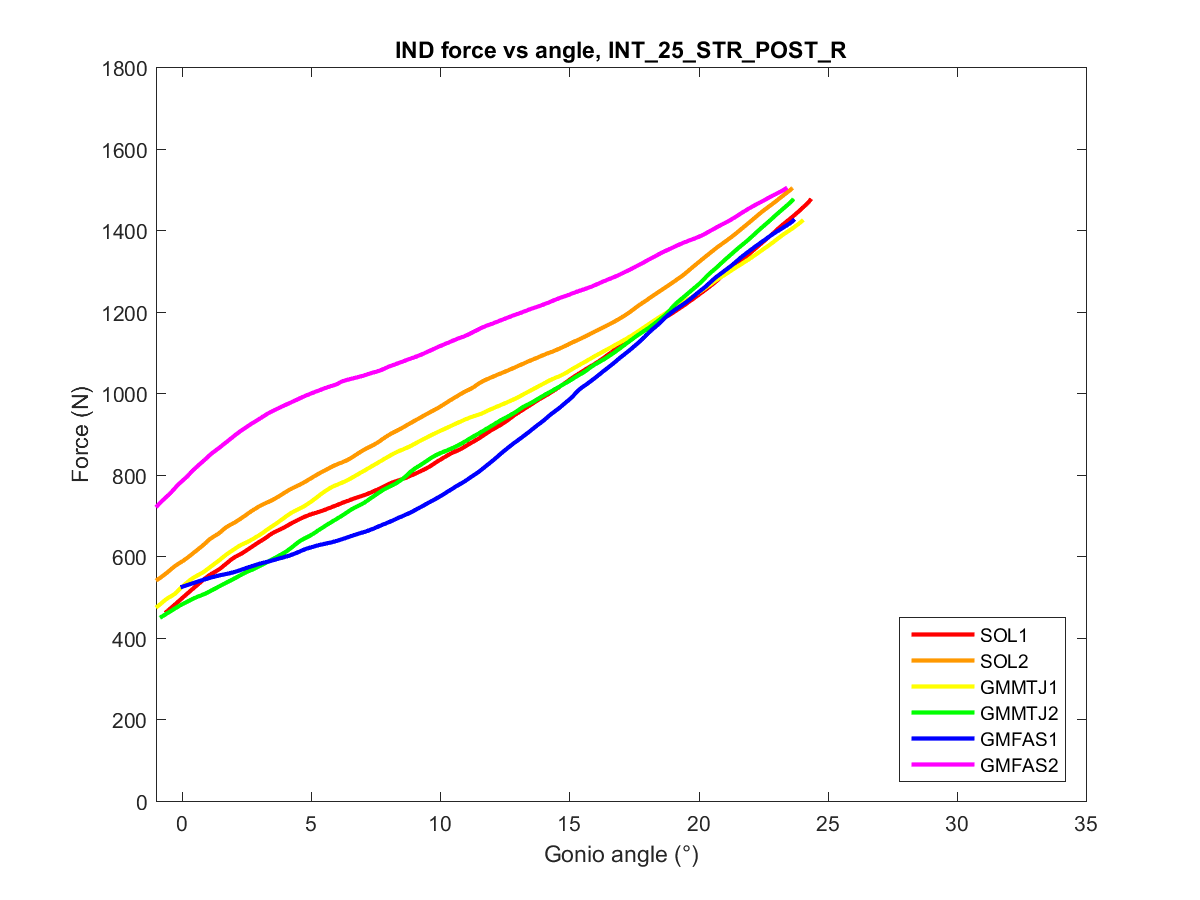 IND force vs angle, INT_25_STR_POST_R
1800
1600
1400
1200
1000
800
600
400
200
0
Force (N)
0 5 10 15 20 25 30 35
Gonio angle (°)
SOL1
SOL2
GMMTJ1
GMMTJ2
GMFAS1
GMFAS2